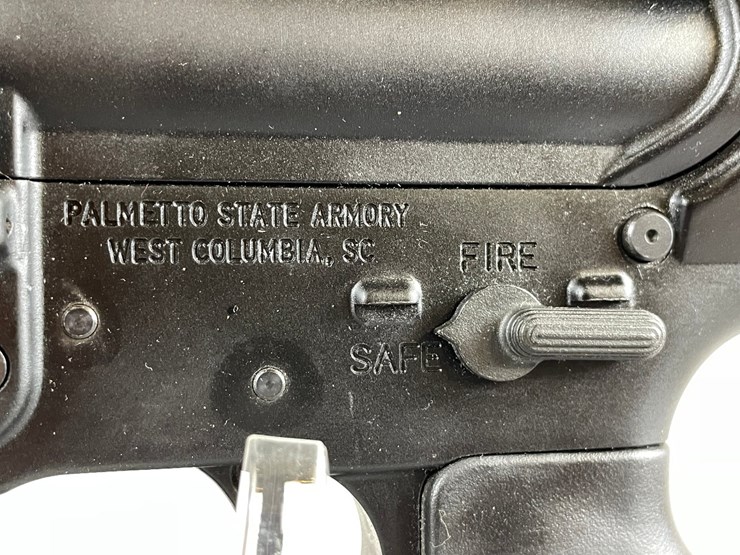 PALMETTO STATE ARMORY
WEST COLUMBIA, SC
FIRE
SAFE